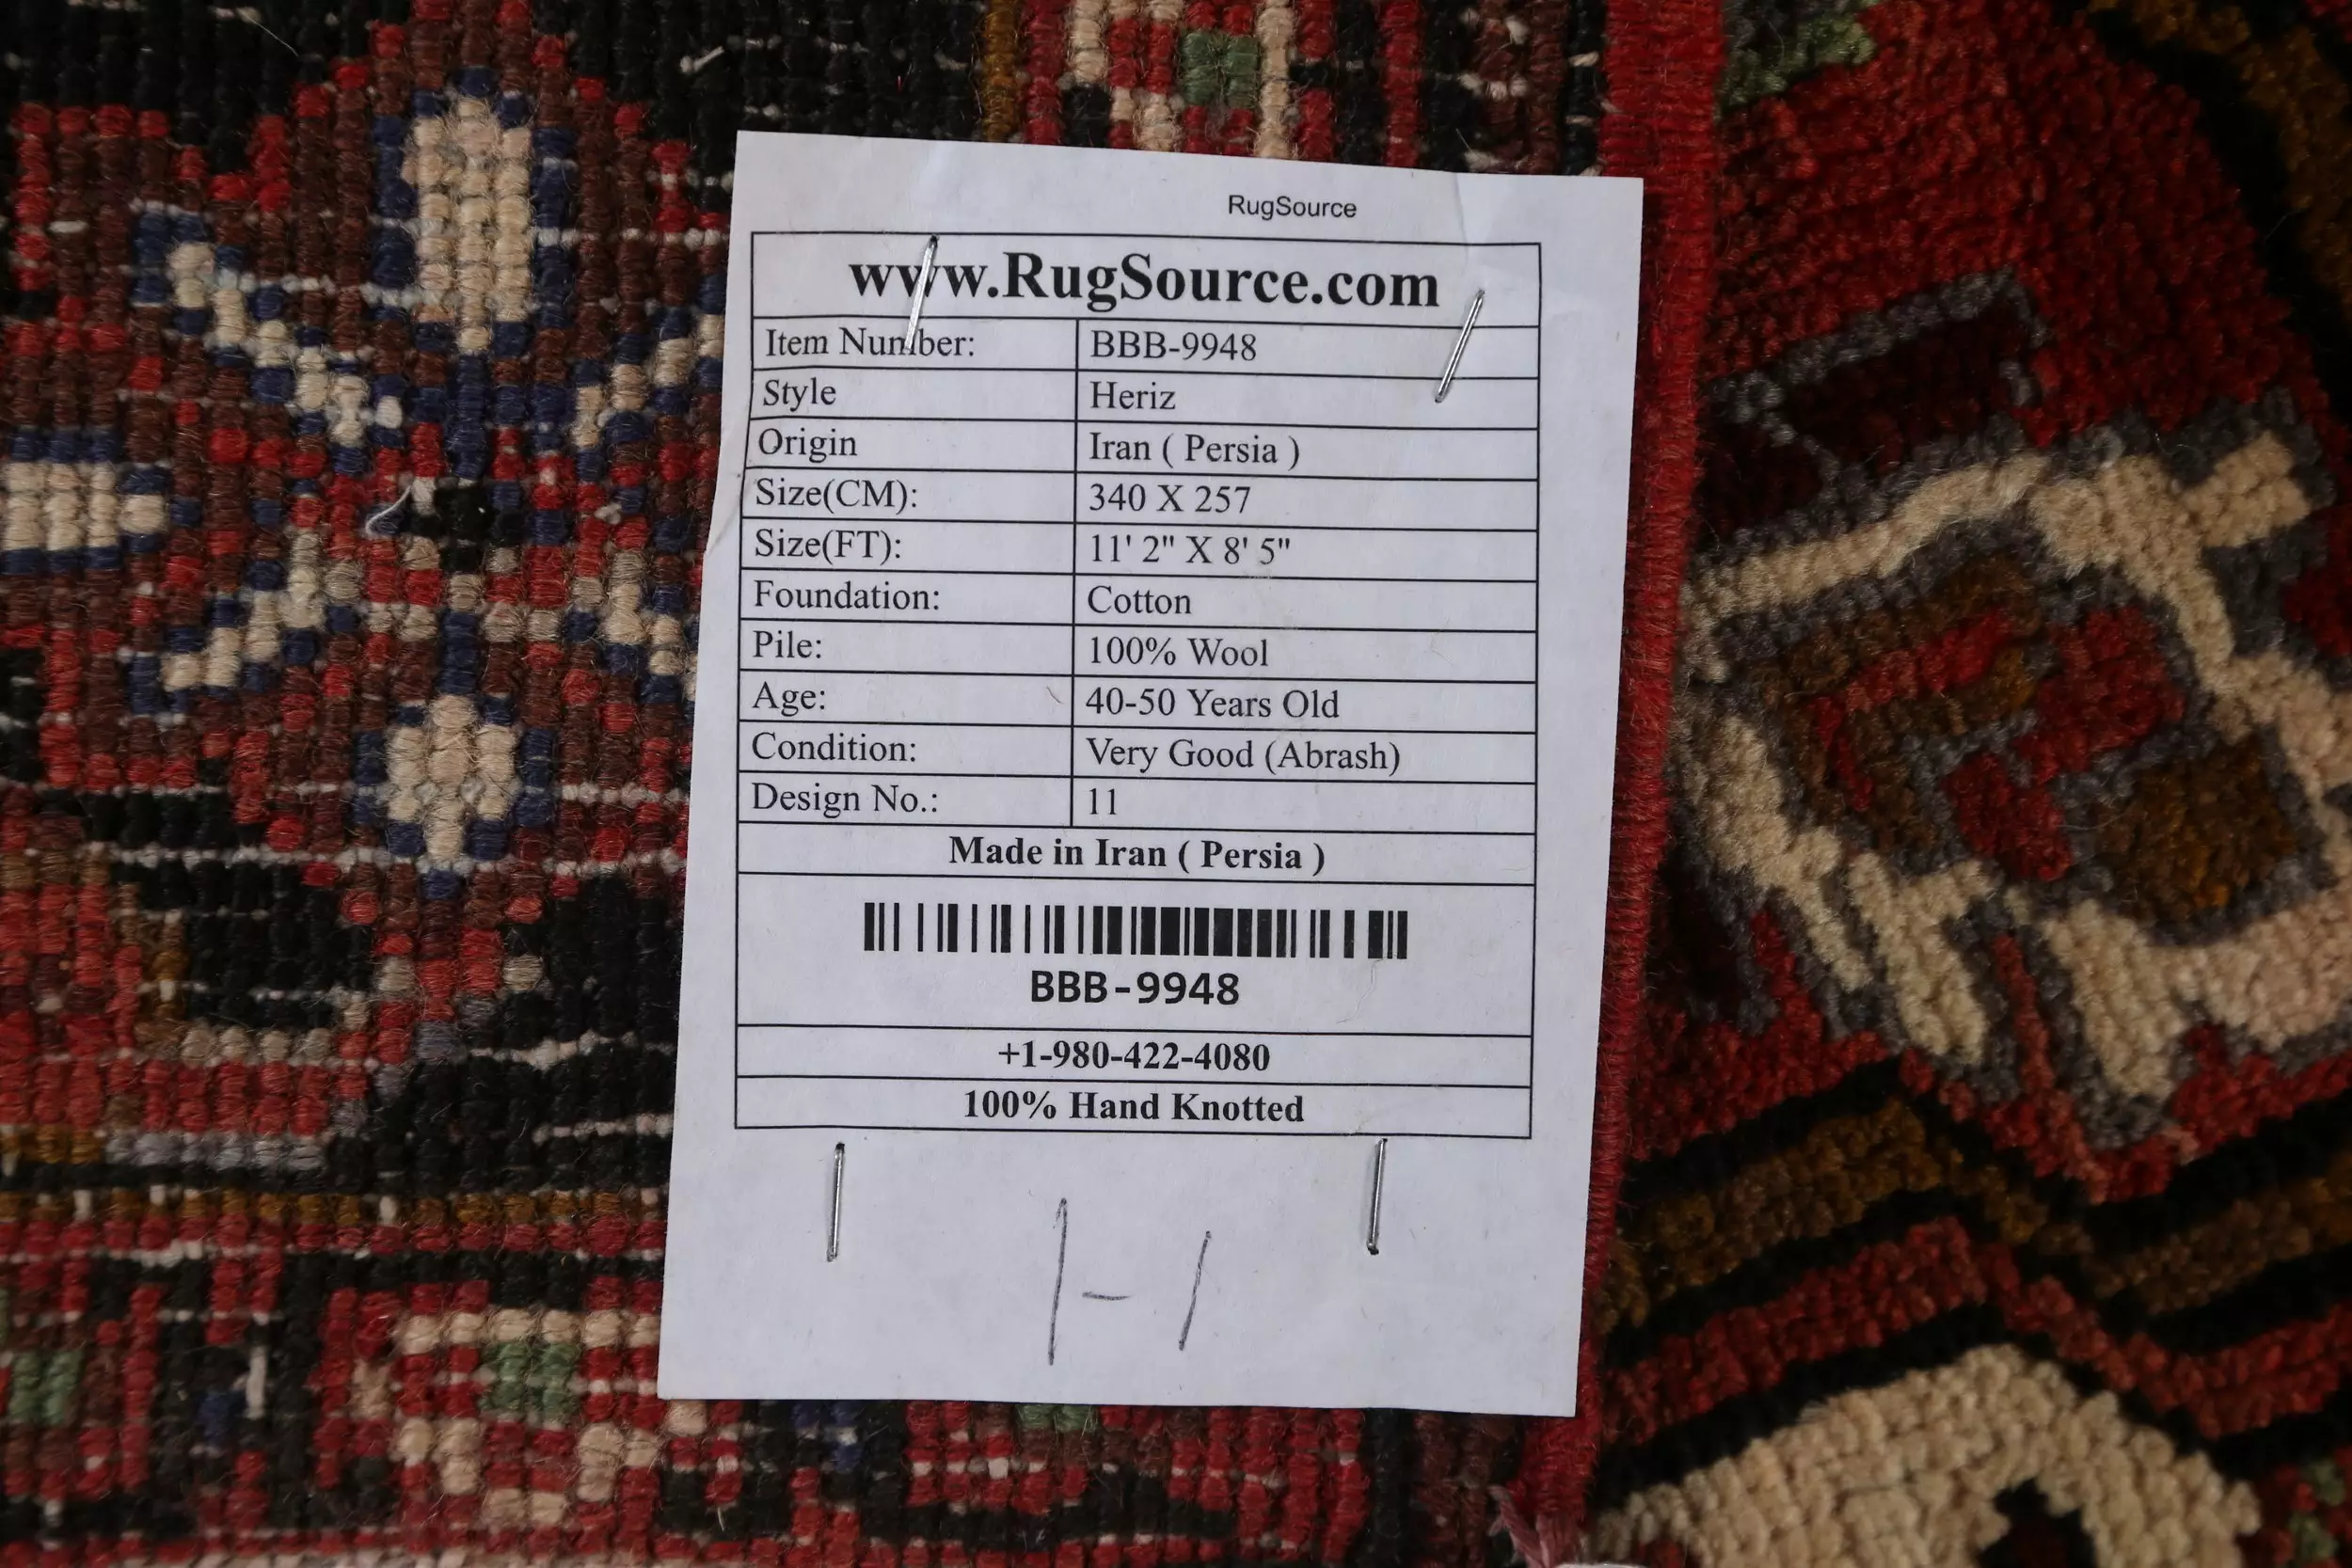 RugSource
www.RugSource.com
Item Number: BBB-9948
Style Heriz
Origin Iran ( Persia )
Size(CM): 340 X 257
Size(FT): 11' 2" X 8' 5"
Foundation: Cotton
Pile: 100% Wool
Age: 40-50 Years Old
Condition: Very Good (Abrash)
Design No.: 11
Made in Iran ( Persia )
BBB-9948
+1-980-422-4080
100% Hand Knotted
1-1